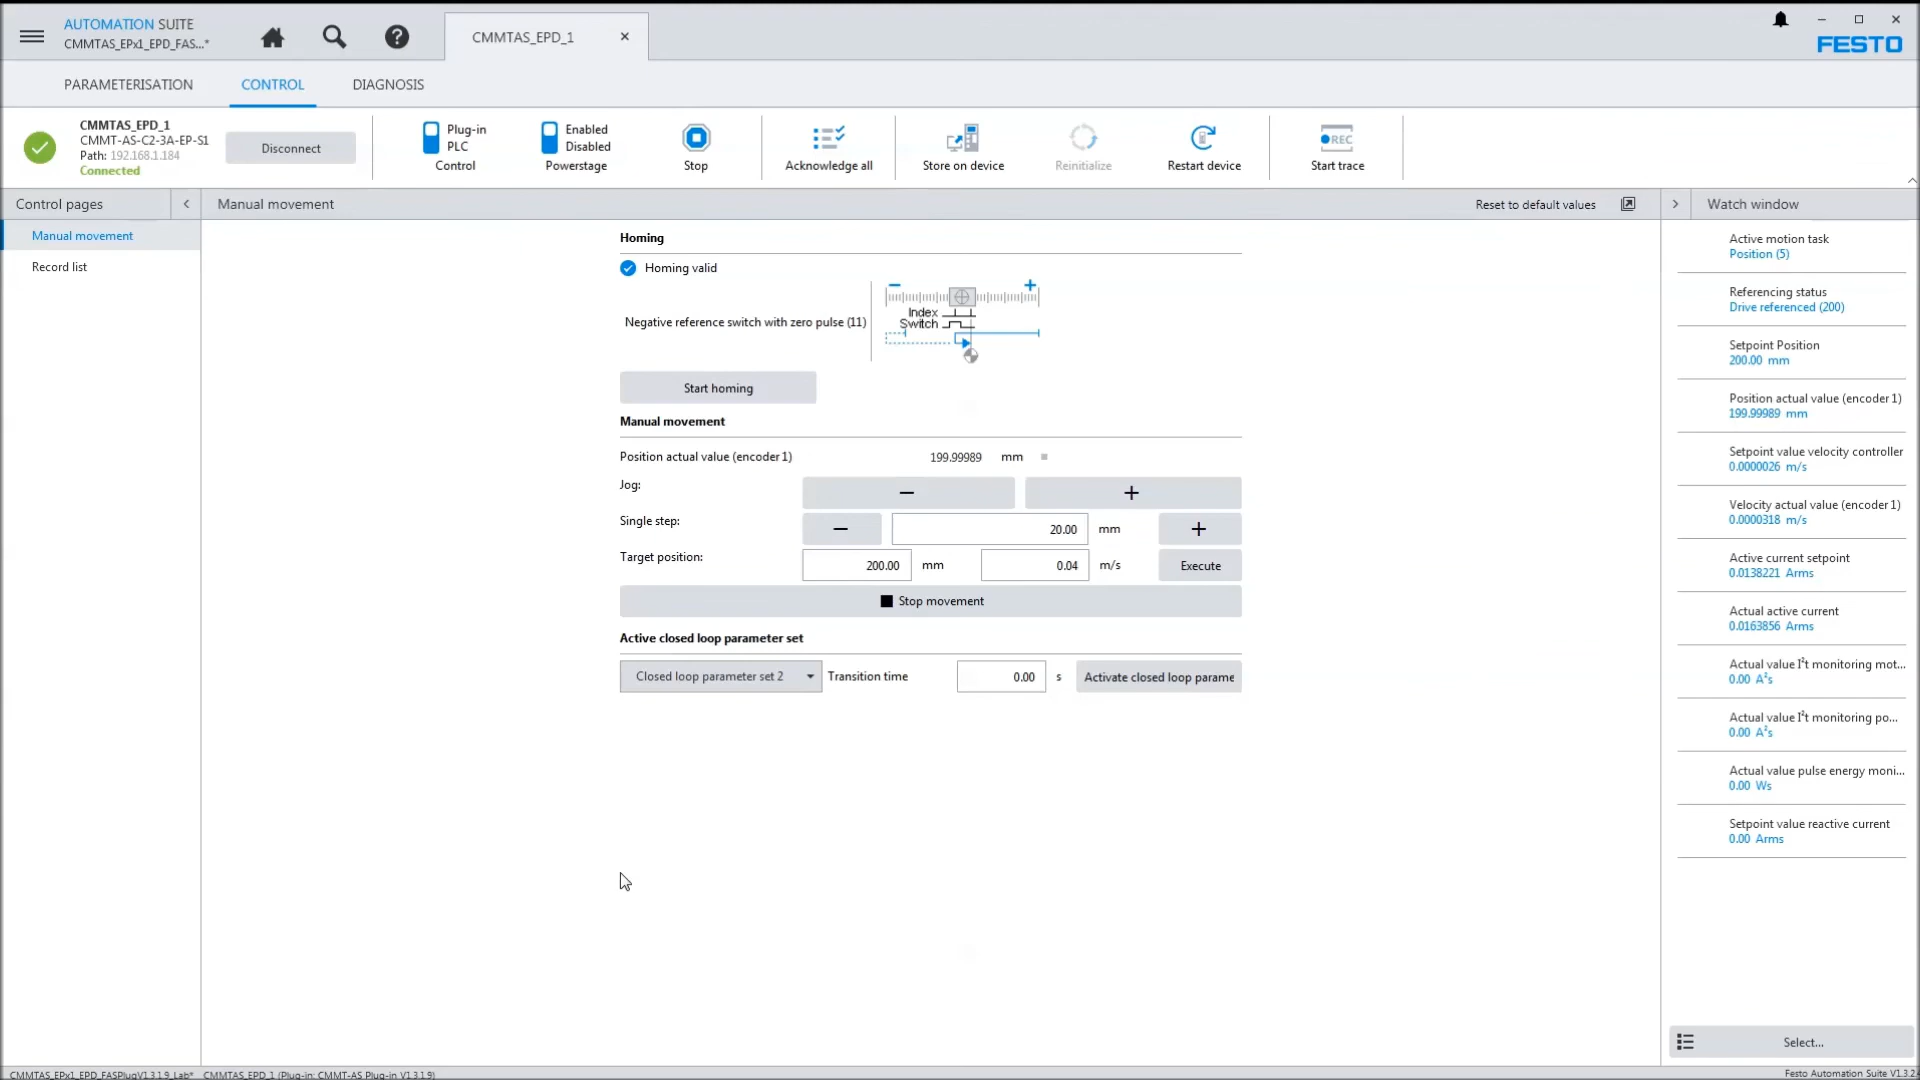 AUTOMATION SUITE
CMMTAS_EPx1_EPD_FAS...*
CMMTAS_EPD_1
FESTO
PARAMETERISATION
CONTROL
DIAGNOSIS
CMMTAS_EPD_1
CMMT-AS-C2-3A-EP-S1
Path: 192.168.1.184
Connected
Disconnect
Plug-in
PLC
Control
Enabled
Disabled
Powerstage
Stop
Acknowledge all
Store on device
Reinitialize
Restart device
REC
Start trace
Control pages
Manual movement
Reset to default values
Watch window
Manual movement
Record list
Homing
Homing valid
Negative reference switch with zero pulse (11)
Index
Switch
Start homing
Manual movement
Position actual value (encoder 1) 199.99989 mm
Jog: − +
Single step: − 20.00 mm +
Target position: 200.00 mm 0.04 m/s Execute
Stop movement
Active closed loop parameter set
Closed loop parameter set 2 Transition time 0.00 s Activate closed loop parame
Active motion task
Position (5)
Referencing status
Drive referenced (200)
Setpoint Position
200.00 mm
Position actual value (encoder 1)
199.99989 mm
Setpoint value velocity controller
0.0000026 m/s
Velocity actual value (encoder 1)
0.0000318 m/s
Active current setpoint
0.0138221 Arms
Actual active current
0.0163856 Arms
Actual value I²t monitoring mot...
0.00 A²s
Actual value I²t monitoring po...
0.00 A²s
Actual value pulse energy moni...
0.00 Ws
Setpoint value reactive current
0.00 Arms
Select...
CMMTAS_EPx1_EPD_FASPlugV1.3.1.9_Lab* CMMTAS_EPD_1 (Plug-in: CMMT-AS Plug-in V1.3.1.9)
Festo Automation Suite V1.3.2.4